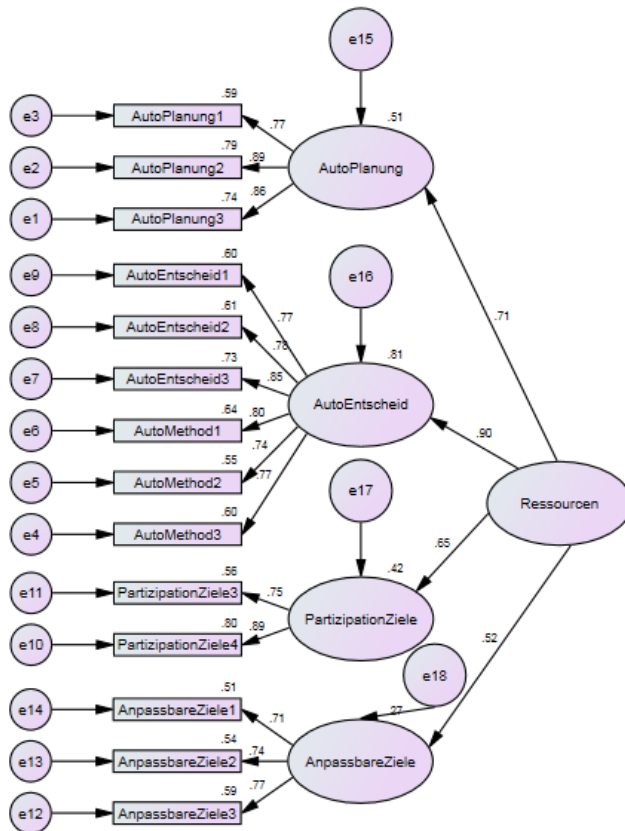 e15
.59
.51
e3
AutoPlanung1
.77
.79
e2
AutoPlanung2
.89
AutoPlanung
.74
.86
e1
AutoPlanung3
.60
e9
AutoEntscheid1
e16
.61
.77
.71
e8
AutoEntscheid2
.78
.73
.81
e7
AutoEntscheid3
.85
AutoEntscheid
.64
.80
e6
AutoMethod1
.90
.55
.74
e5
AutoMethod2
.77
e17
Ressourcen
.60
e4
AutoMethod3
.65
.56
.42
e11
PartizipationZiele3
.75
PartizipationZiele
.80
.89
e10
PartizipationZiele4
.52
e18
.51
.27
e14
AnpassbareZiele1
.71
.54
.74
e13
AnpassbareZiele2
AnpassbareZiele
.59
.77
e12
AnpassbareZiele3